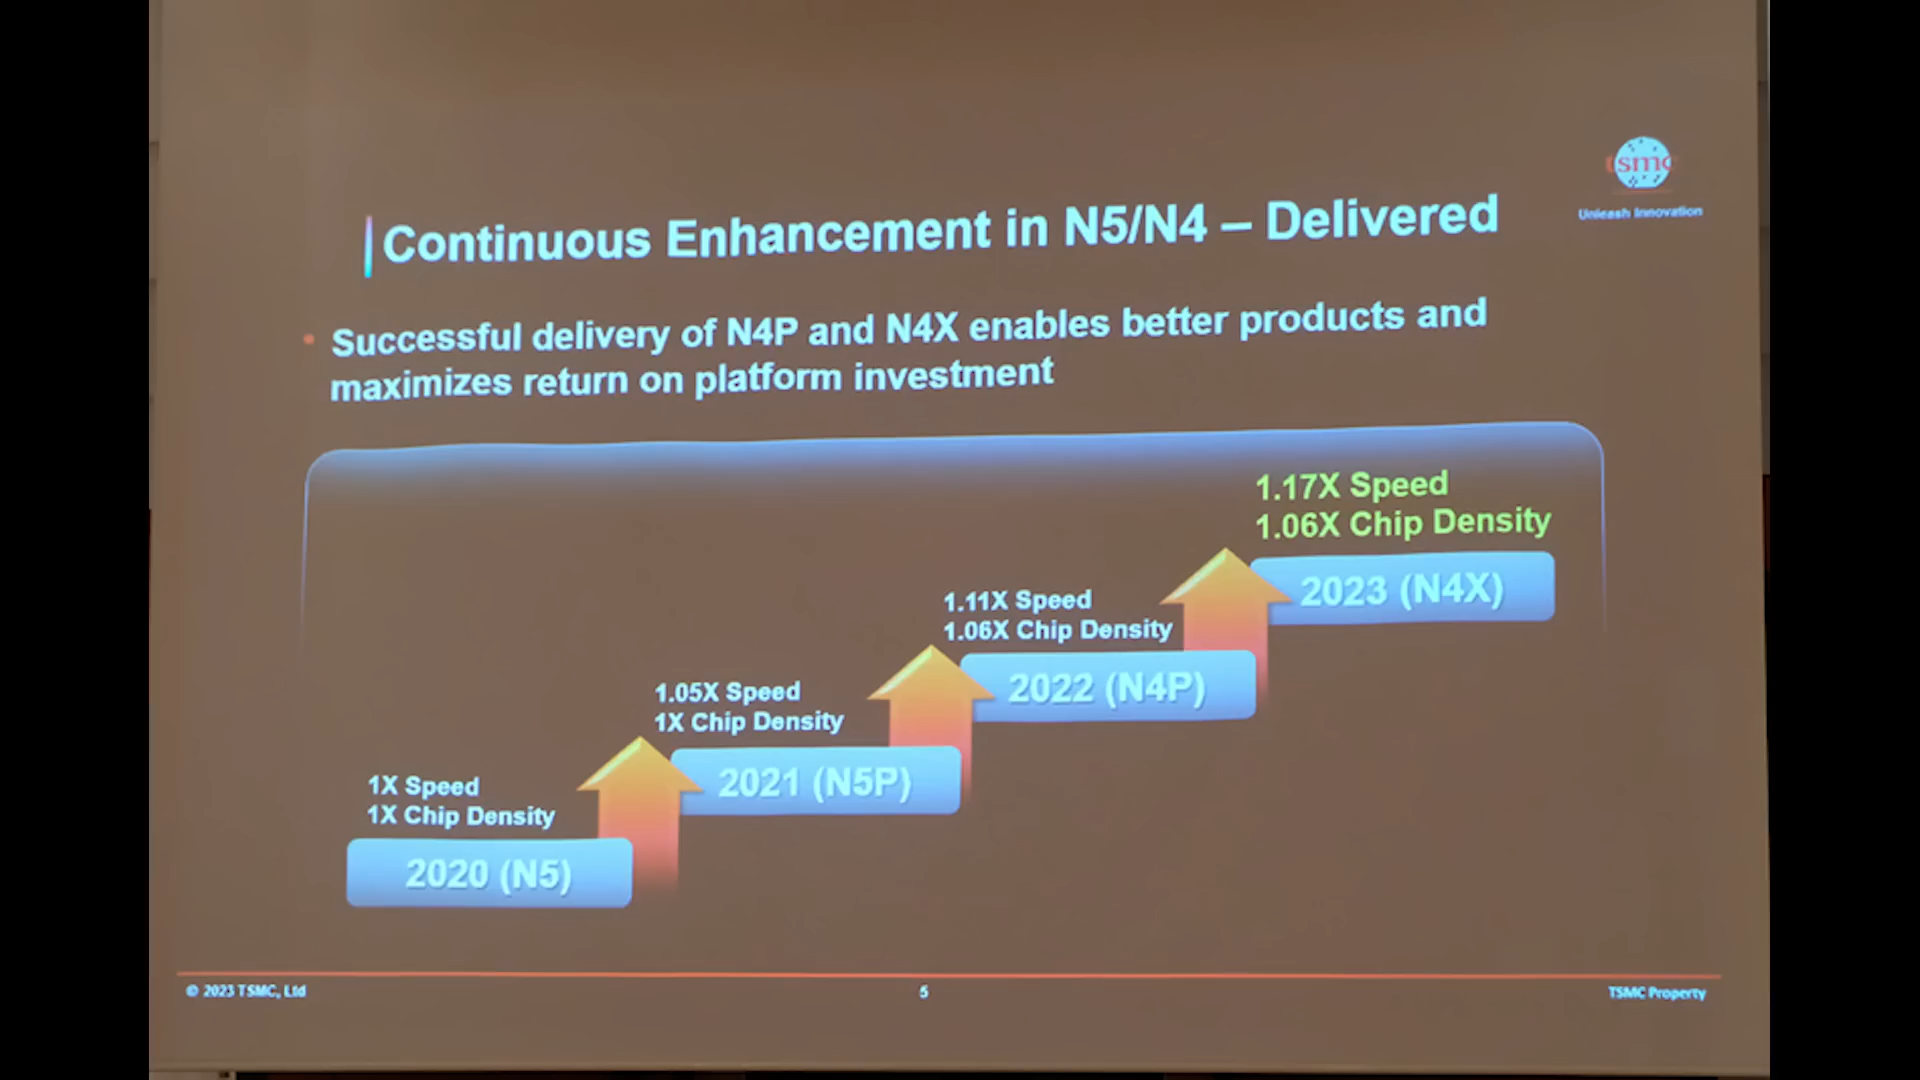 tsmc
Unleash Innovation
Continuous Enhancement in N5/N4 – Delivered
• Successful delivery of N4P and N4X enables better products and
maximizes return on platform investment
1.17X Speed
1.06X Chip Density
2023 (N4X)
1.11X Speed
1.06X Chip Density
2022 (N4P)
1.05X Speed
1X Chip Density
2021 (N5P)
1X Speed
1X Chip Density
2020 (N5)
© 2023 TSMC, Ltd
5
TSMC Property